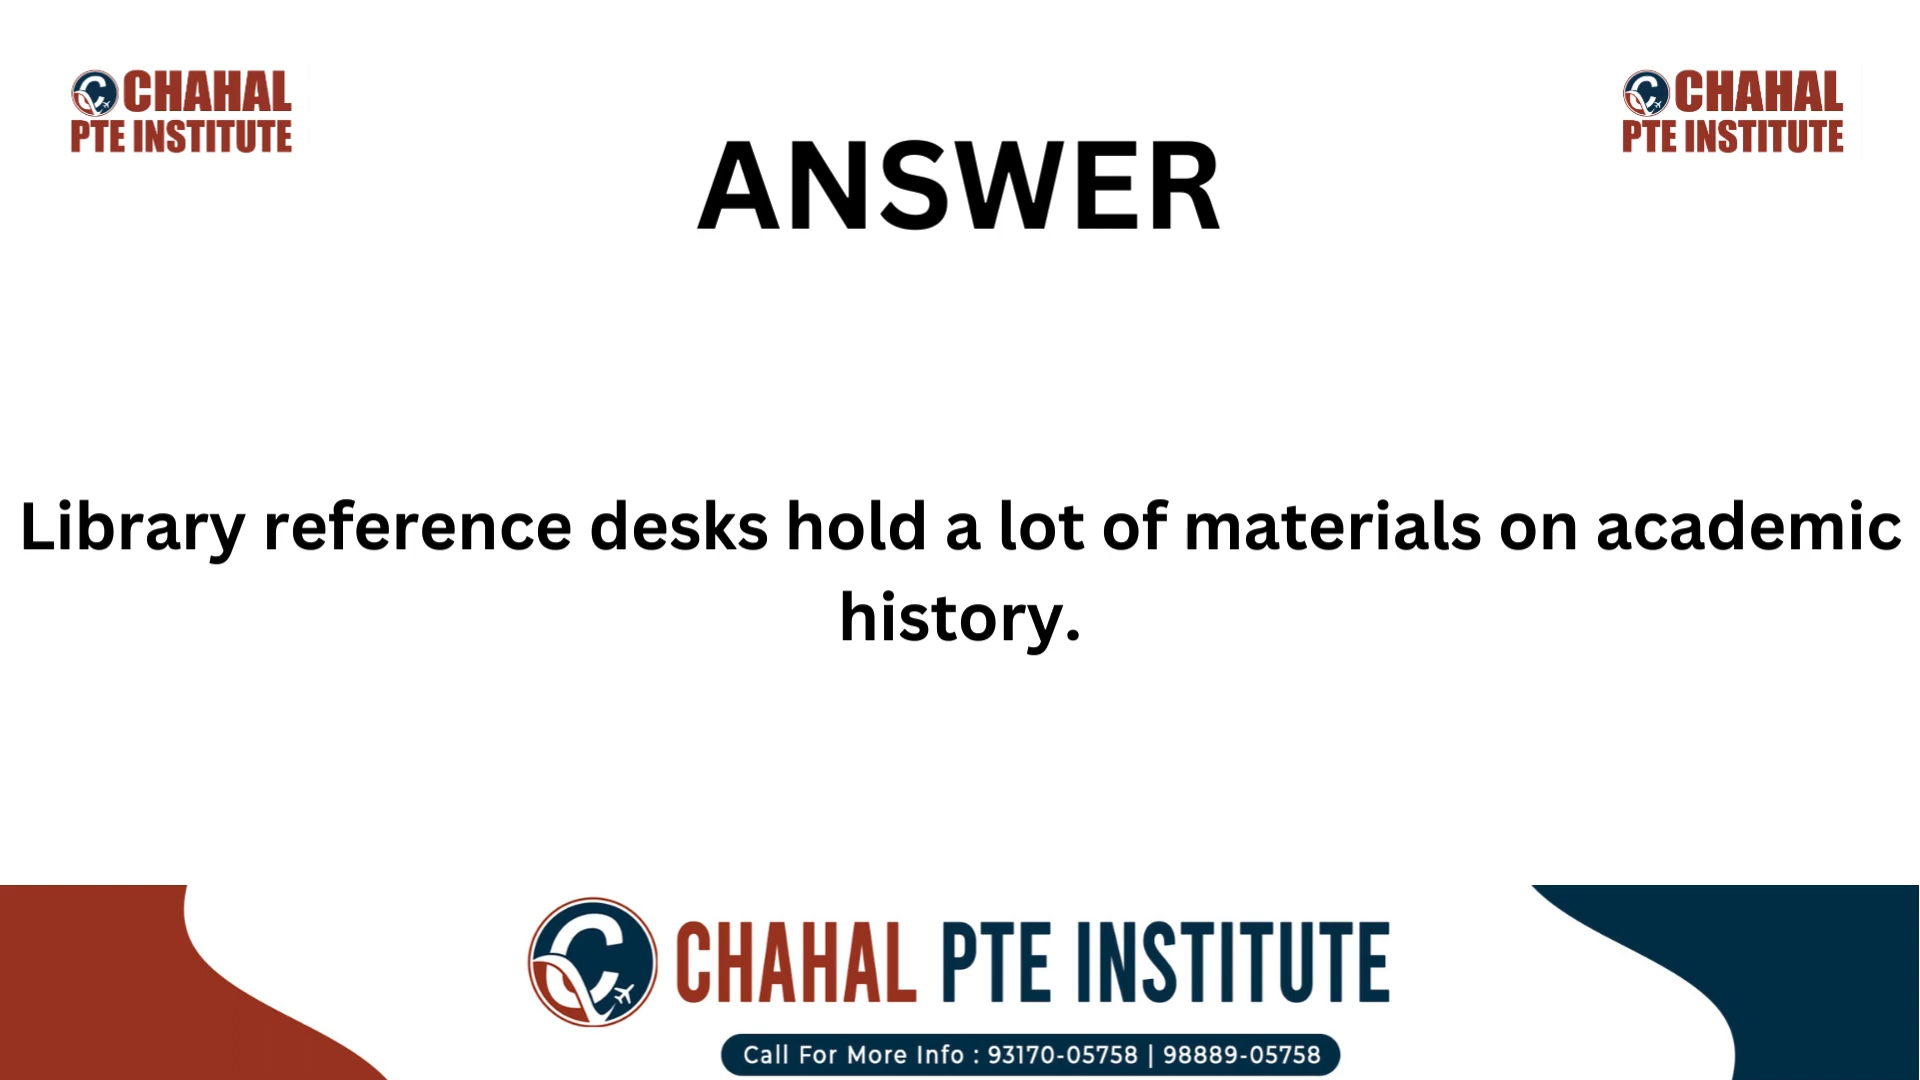 CHAHAL
PTE INSTITUTE
CHAHAL
PTE INSTITUTE
ANSWER
Library reference desks hold a lot of materials on academic
history.
CHAHAL PTE INSTITUTE
Call For More Info : 93170-05758 | 98889-05758